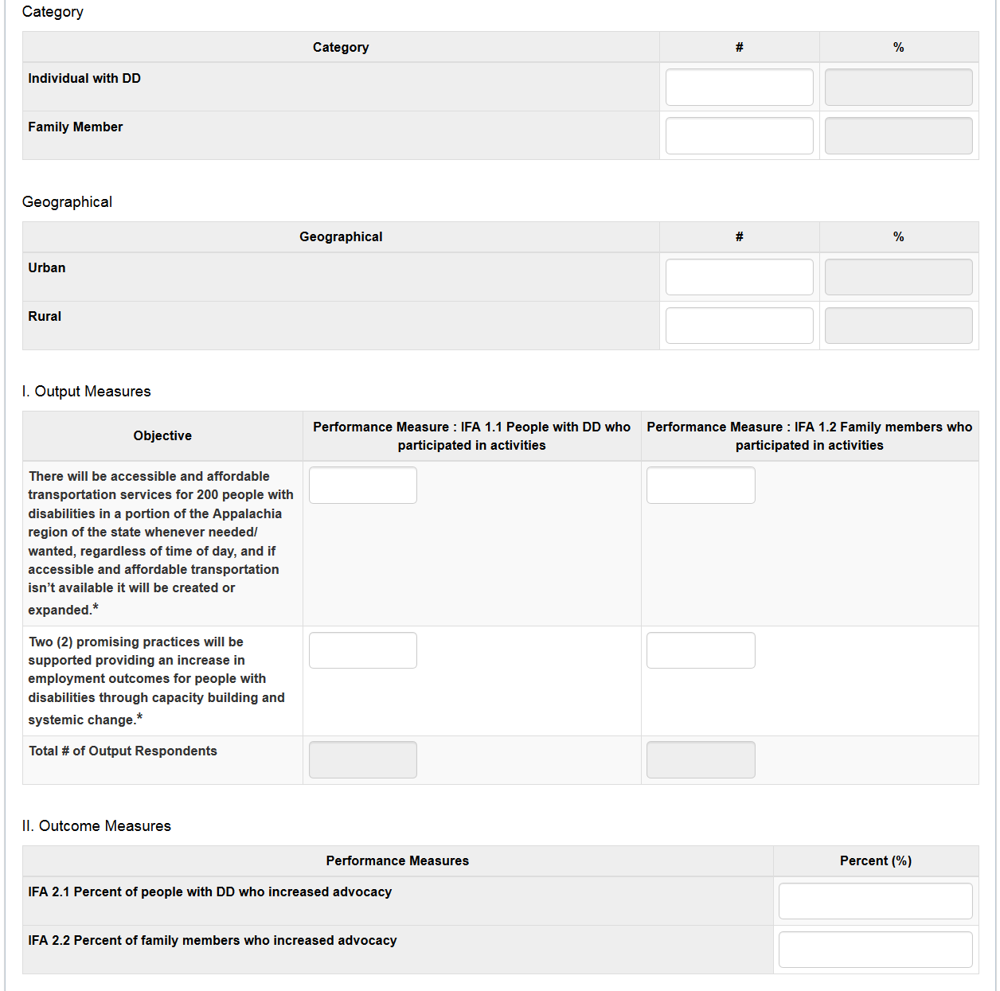 Category
Category # %
Individual with DD
Family Member
Geographical
Geographical # %
Urban
Rural
I. Output Measures
Objective
Performance Measure : IFA 1.1 People with DD who
participated in activities
Performance Measure : IFA 1.2 Family members who
participated in activities
There will be accessible and affordable
transportation services for 200 people with
disabilities in a portion of the Appalachia
region of the state whenever needed/
wanted, regardless of time of day, and if
accessible and affordable transportation
isn’t available it will be created or
expanded.*
Two (2) promising practices will be
supported providing an increase in
employment outcomes for people with
disabilities through capacity building and
systemic change.*
Total # of Output Respondents
II. Outcome Measures
Performance Measures Percent (%)
IFA 2.1 Percent of people with DD who increased advocacy
IFA 2.2 Percent of family members who increased advocacy